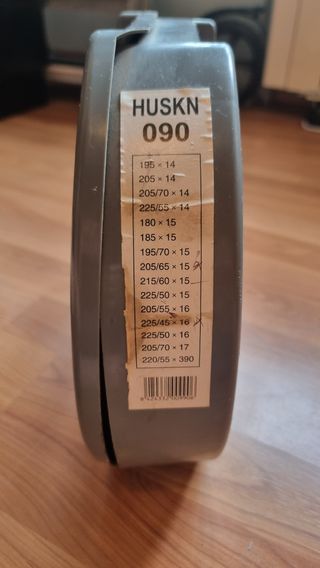 HUSKN
090
195 × 14
205 × 14
205/70 × 14
225/55 × 14
180 × 15
185 × 15
195/70 × 15
205/65 × 15
215/60 × 15
225/50 × 15
205/55 × 16
225/45 × 16
225/50 × 16
205/70 × 17
220/55 × 390